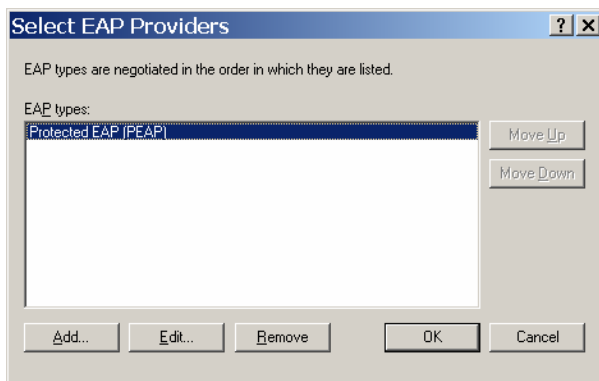 Select EAP Providers
EAP types are negotiated in the order in which they are listed.
EAP types:
Protected EAP (PEAP)
Move Up
Move Down
Add...
Edit...
Remove
OK
Cancel